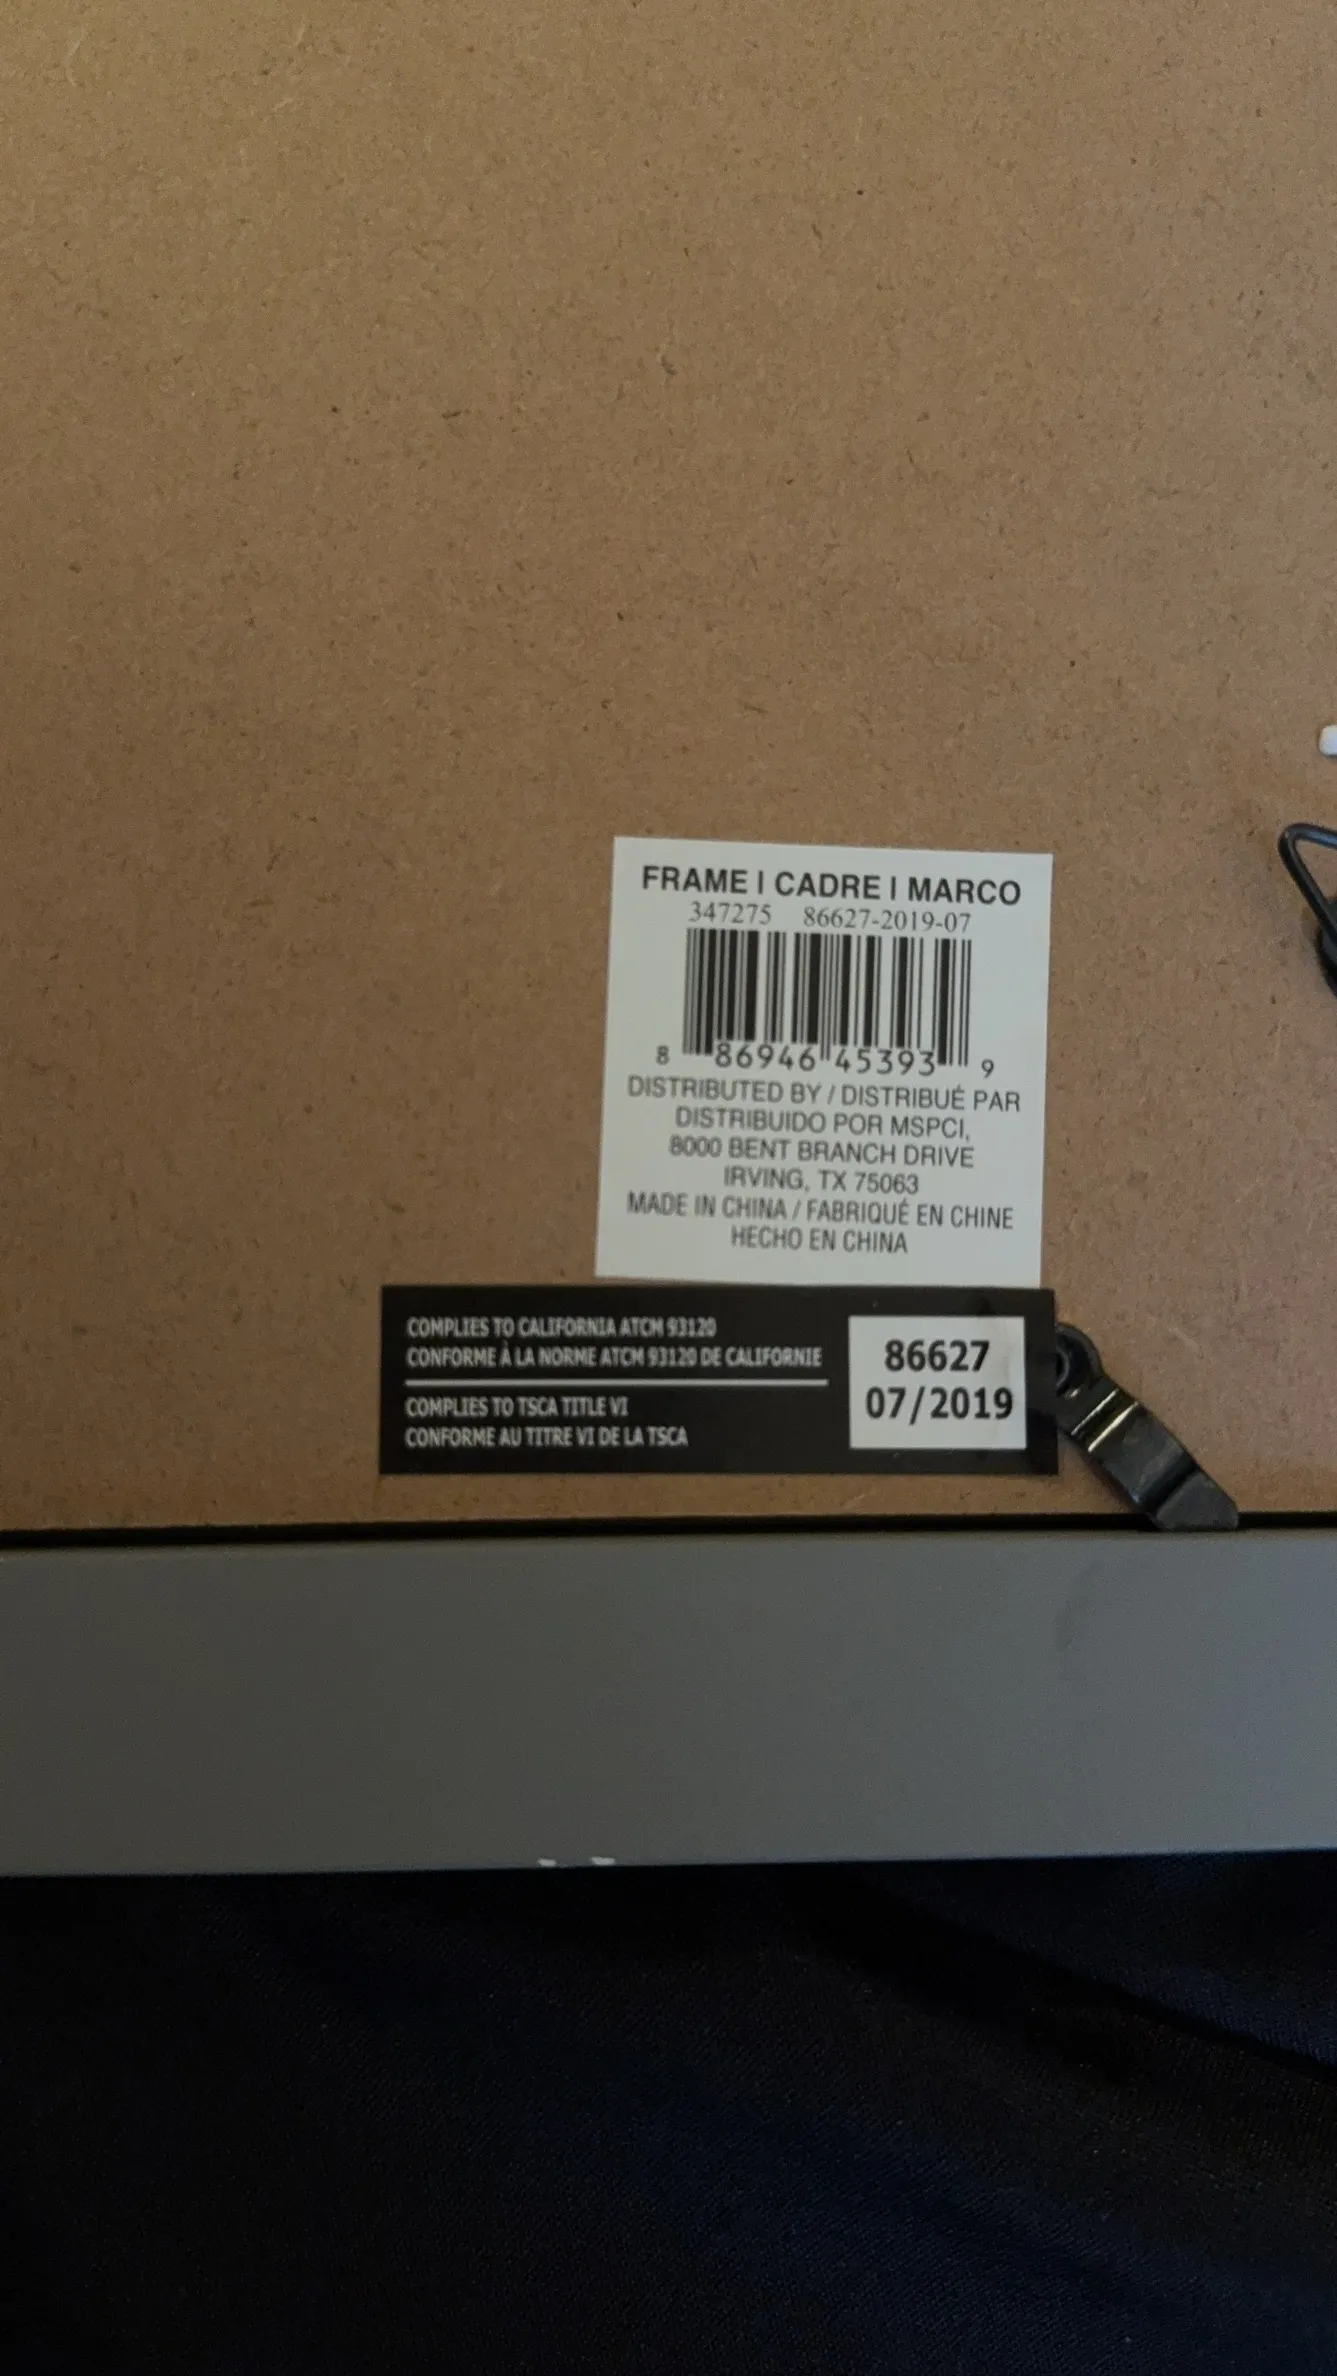 FRAME | CADRE | MARCO
347275 86627-2019-07
8 86946 45393 9
DISTRIBUTED BY / DISTRIBUÉ PAR
DISTRIBUIDO POR MSPCI,
8000 BENT BRANCH DRIVE
IRVING, TX 75063
MADE IN CHINA / FABRIQUÉ EN CHINE
HECHO EN CHINA
COMPLIES TO CALIFORNIA ATCM 93120
CONFORME À LA NORME ATCM 93120 DE CALIFORNIE
COMPLIES TO TSCA TITLE VI
CONFORME AU TITRE VI DE LA TSCA
86627
07/2019